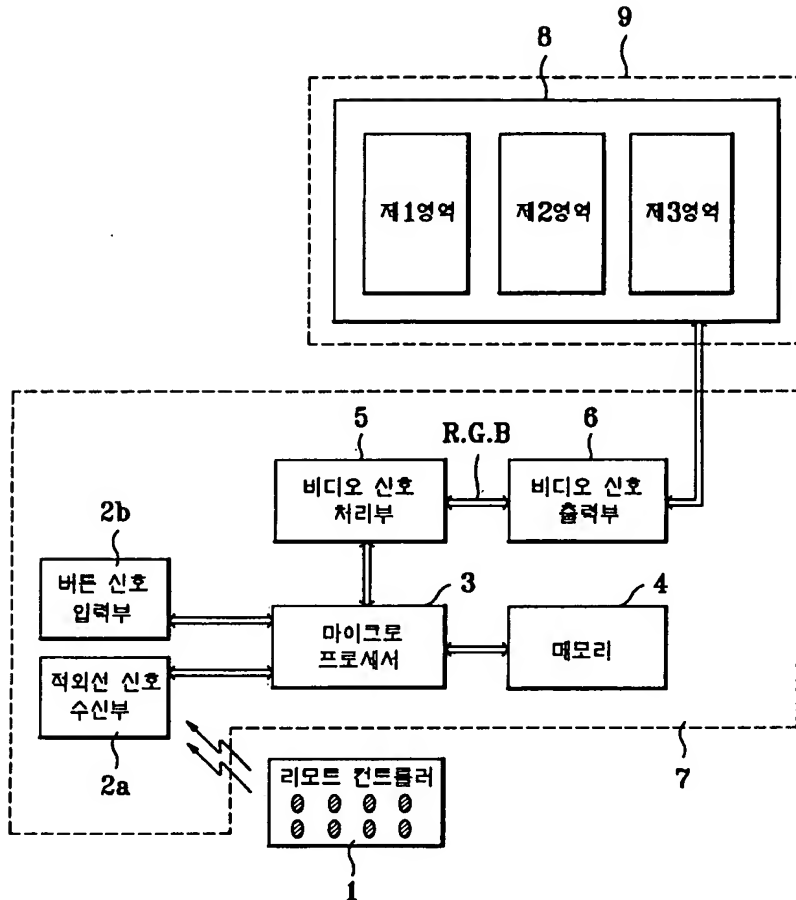 9
8
제1영역 제2영역 제3영역
5 R.G.B 6
비디오 신호
처리부
비디오 신호
출력부
2b
버튼 신호
입력부
3
마이크로
프로세서
4
메모리
적외선 신호
수신부
2a
7
리모트 컨트롤러
1